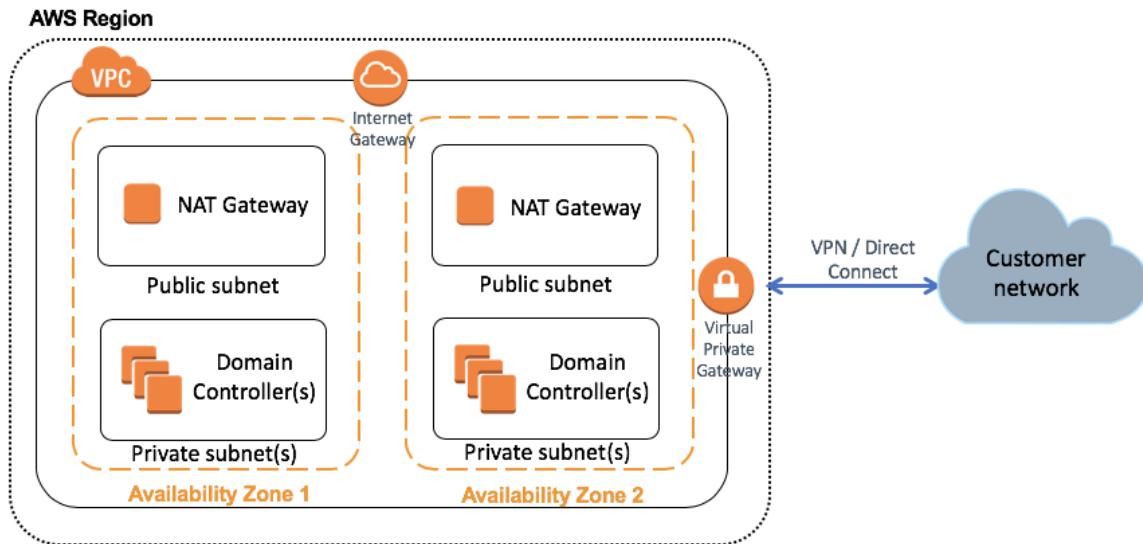 AWS Region
VPC
Internet
Gateway
NAT Gateway
Public subnet
Domain
Controller(s)
Private subnet(s)
Availability Zone 1
NAT Gateway
Public subnet
Domain
Controller(s)
Private subnet(s)
Availability Zone 2
Virtual
Private
Gateway
VPN / Direct
Connect
Customer
network